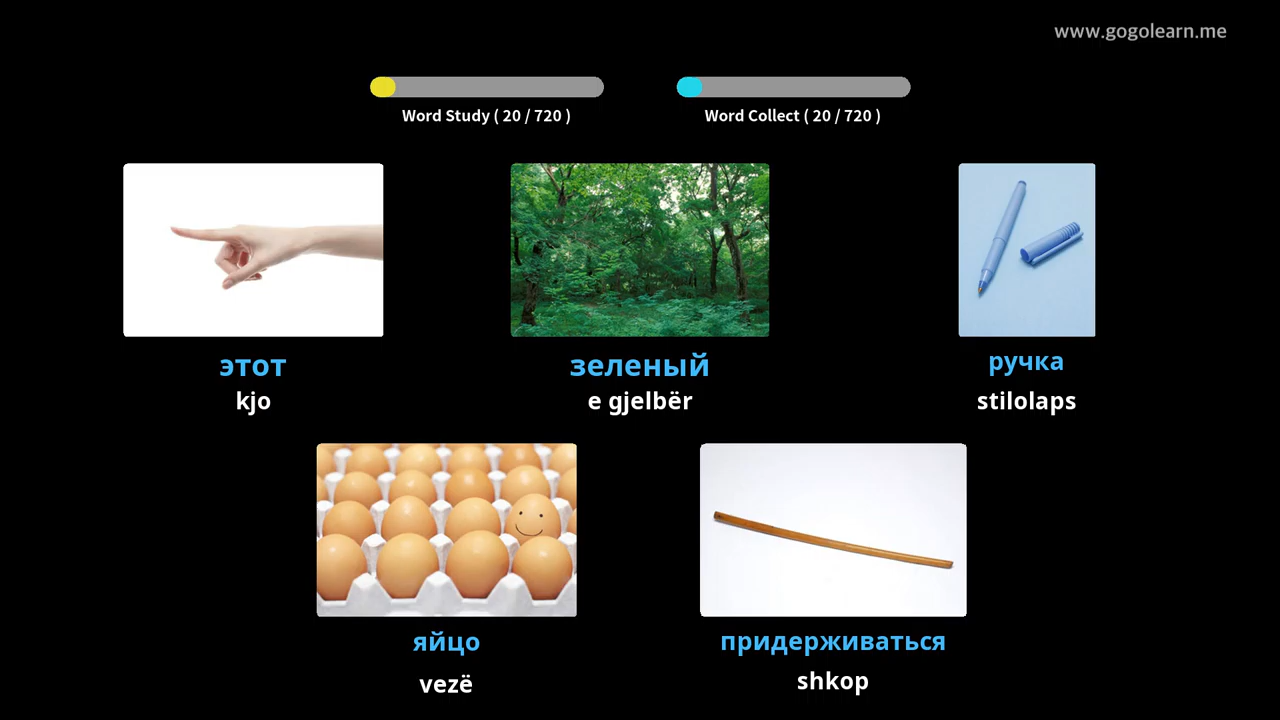 www.gogolearn.me
Word Study ( 20 / 720 )
Word Collect ( 20 / 720 )
этот
kjo
зеленый
e gjelbër
ручка
stilolaps
яйцо
vezë
придерживаться
shkop